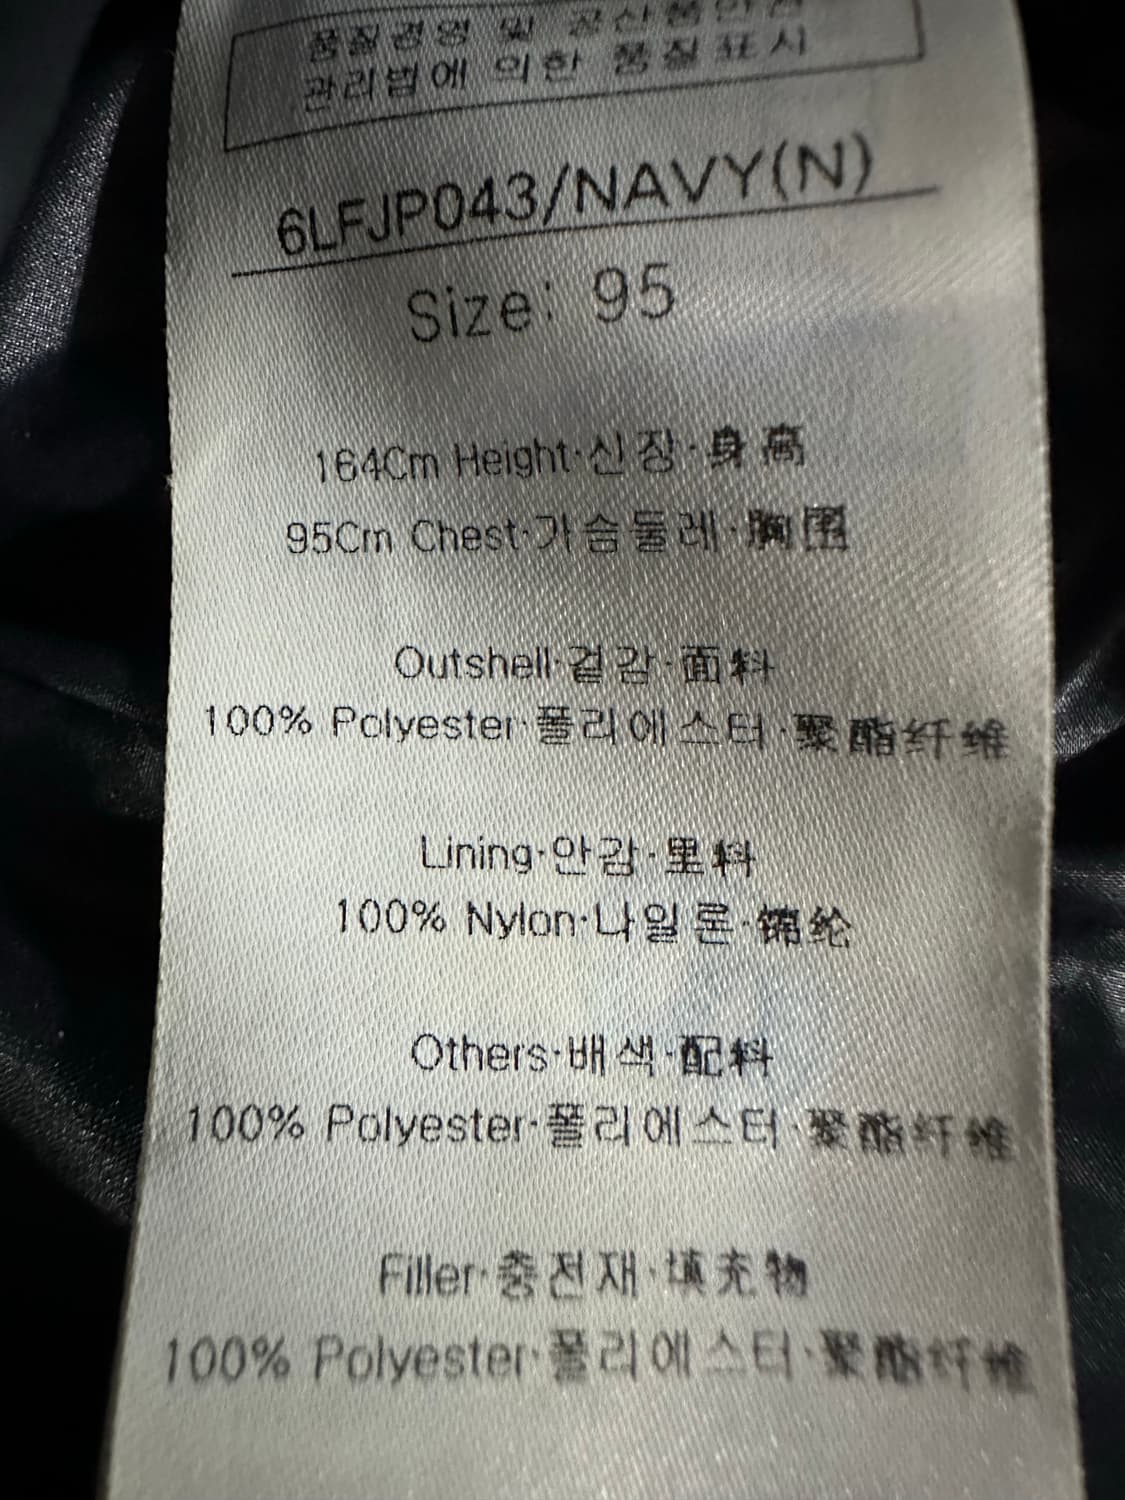 품질경영 및 공산품안전
관리법에 의한 품질표시
6LFJP043/NAVY(N)
Size: 95
164Cm Height·신장·身高
95Cm Chest·가슴둘레·胸围
Outshell·겉감·面料
100% Polyester·폴리에스터·聚酯纤维
Lining·안감·里料
100% Nylon·나일론·锦纶
Others·배색·配料
100% Polyester·폴리에스터·聚酯纤维
Filler·충전재·填充物
100% Polyester·폴리에스터·聚酯纤维